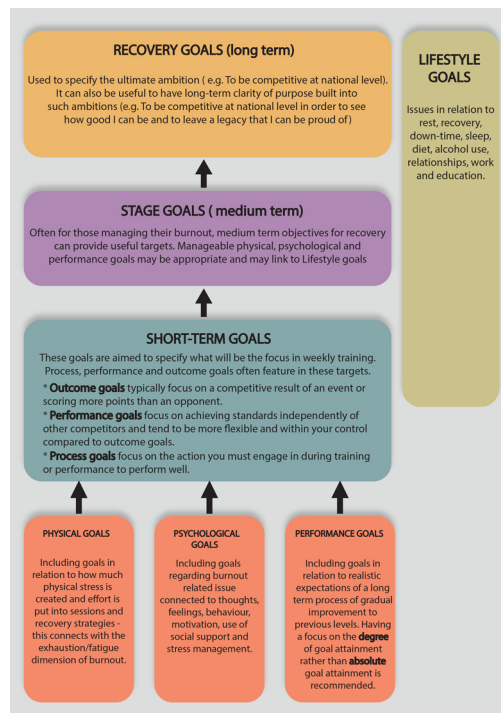 RECOVERY GOALS (long term)
Used to specify the ultimate ambition ( e.g. To be competitive at national level).
It can also be useful to have long-term clarity of purpose built into
such ambitions (e.g. To be competitive at national level in order to see
how good I can be and to leave a legacy that I can be proud of)
LIFESTYLE
GOALS
Issues in relation to
rest, recovery,
down-time, sleep,
diet, alcohol use,
relationships, work
and education.
STAGE GOALS ( medium term)
Often for those managing their burnout, medium term objectives for recovery
can provide useful targets. Manageable physical, psychological and
performance goals may be appropriate and may link to Lifestyle goals
SHORT-TERM GOALS
These goals are aimed to specify what will be the focus in weekly training.
Process, performance and outcome goals often feature in these targets.
* Outcome goals typically focus on a competitive result of an event or
scoring more points than an opponent.
* Performance goals focus on achieving standards independently of
other competitors and tend to be more flexible and within your control
compared to outcome goals.
* Process goals focus on the action you must engage in during training
or performance to perform well.
PHYSICAL GOALS
Including goals in
relation to how much
physical stress is
created and effort is
put into sessions and
recovery strategies -
this connects with the
exhaustion/fatigue
dimension of burnout.
PSYCHOLOGICAL
GOALS
Including goals
regarding burnout
related issue
connected to thoughts,
feelings, behaviour,
motivation, use of
social support and
stress management.
PERFORMANCE GOALS
Including goals in
relation to realistic
expectations of a long
term process of gradual
improvement to
previous levels. Having
a focus on the degree
of goal attainment
rather than absolute
goal attainment is
recommended.